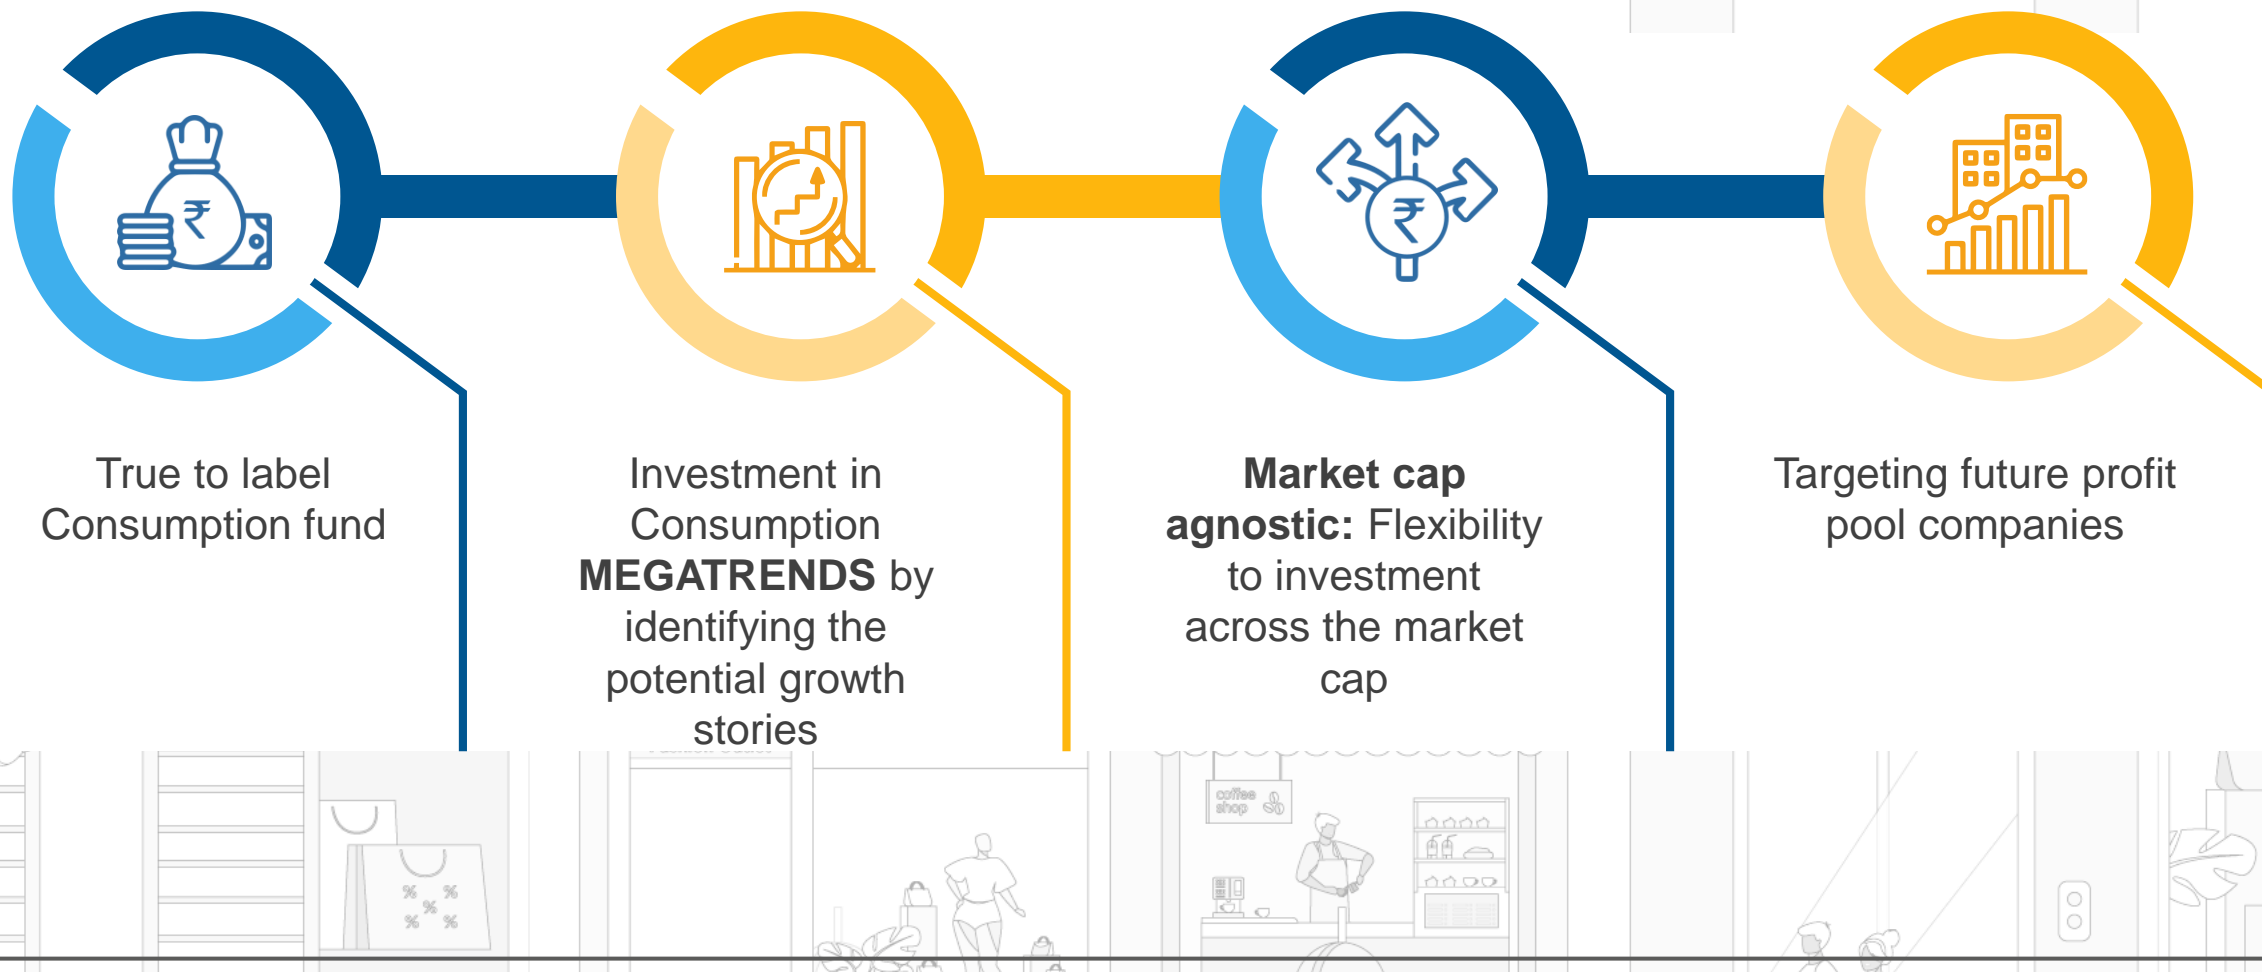 True to label
Consumption fund
Investment in
Consumption
MEGATRENDS by
identifying the
potential growth
stories
Market cap
agnostic: Flexibility
to investment
across the market
cap
Targeting future profit
pool companies
coffee
shop
% %
%
% %
₹
₹